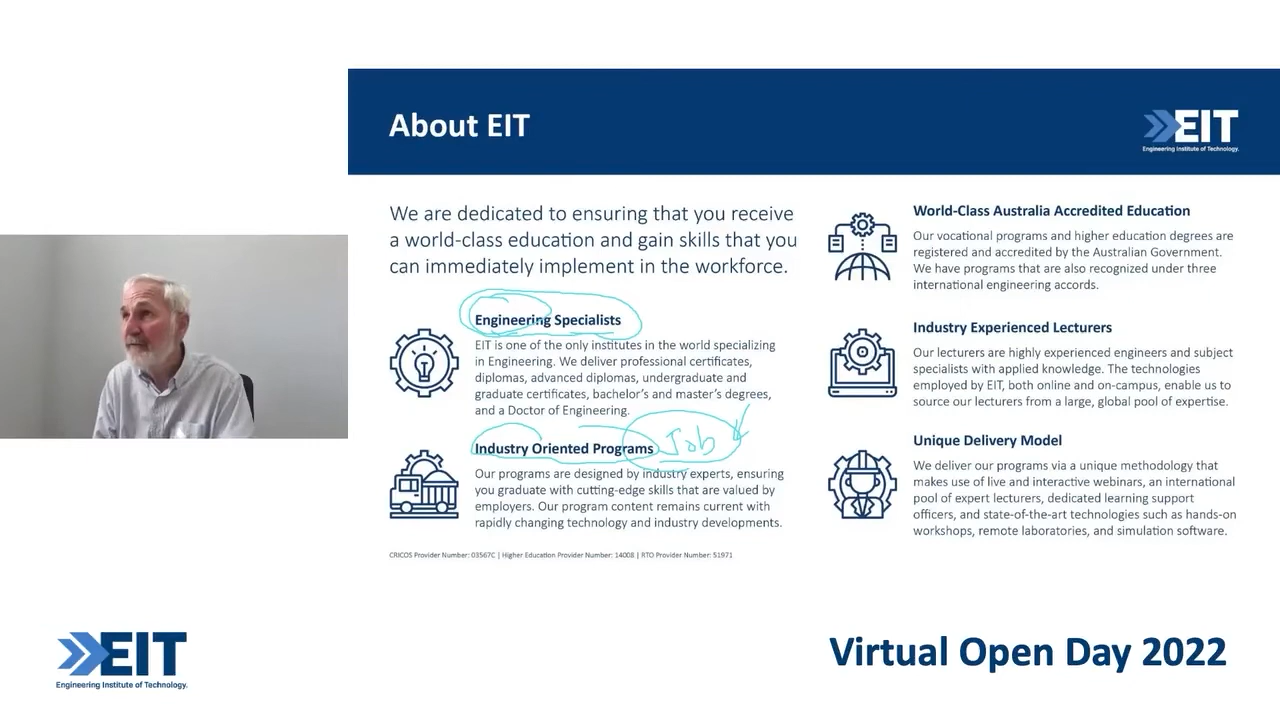 About EIT
EIT
Engineering Institute of Technology.
We are dedicated to ensuring that you receive
a world-class education and gain skills that you
can immediately implement in the workforce.
Engineering Specialists
EIT is one of the only institutes in the world specializing
in Engineering. We deliver professional certificates,
diplomas, advanced diplomas, undergraduate and
graduate certificates, bachelor's and master's degrees,
and a Doctor of Engineering.
Industry Oriented Programs
Job
Our programs are designed by industry experts, ensuring
you graduate with cutting-edge skills that are valued by
employers. Our program content remains current with
rapidly changing technology and industry developments.
CRICOS Provider Number: 03567C | Higher Education Provider Number: 14008 | RTO Provider Number: 51971
World-Class Australia Accredited Education
Our vocational programs and higher education degrees are
registered and accredited by the Australian Government.
We have programs that are also recognized under three
international engineering accords.
Industry Experienced Lecturers
Our lecturers are highly experienced engineers and subject
specialists with applied knowledge. The technologies
employed by EIT, both online and on-campus, enable us to
source our lecturers from a large, global pool of expertise.
Unique Delivery Model
We deliver our programs via a unique methodology that
makes use of live and interactive webinars, an international
pool of expert lecturers, dedicated learning support
officers, and state-of-the-art technologies such as hands-on
workshops, remote laboratories, and simulation software.
EIT
Engineering Institute of Technology.
Virtual Open Day 2022